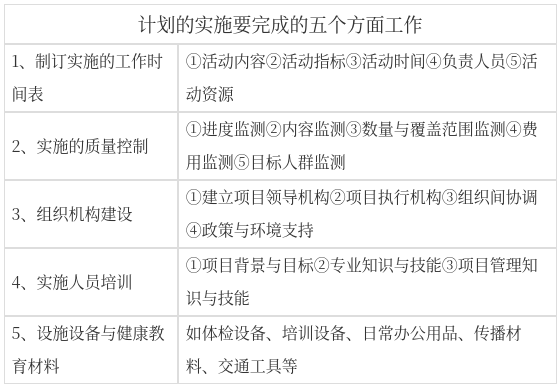 计划的实施要完成的五个方面工作
1、制订实施的工作时
间表
①活动内容②活动指标③活动时间④负责人员⑤活
动资源
2、实施的质量控制
①进度监测②内容监测③数量与覆盖范围监测④费
用监测⑤目标人群监测
3、组织机构建设
①建立项目领导机构②项目执行机构③组织间协调
④政策与环境支持
4、实施人员培训
①项目背景与目标②专业知识与技能③项目管理知
识与技能
5、设施设备与健康教
育材料
如体检设备、培训设备、日常办公用品、传播材
料、交通工具等